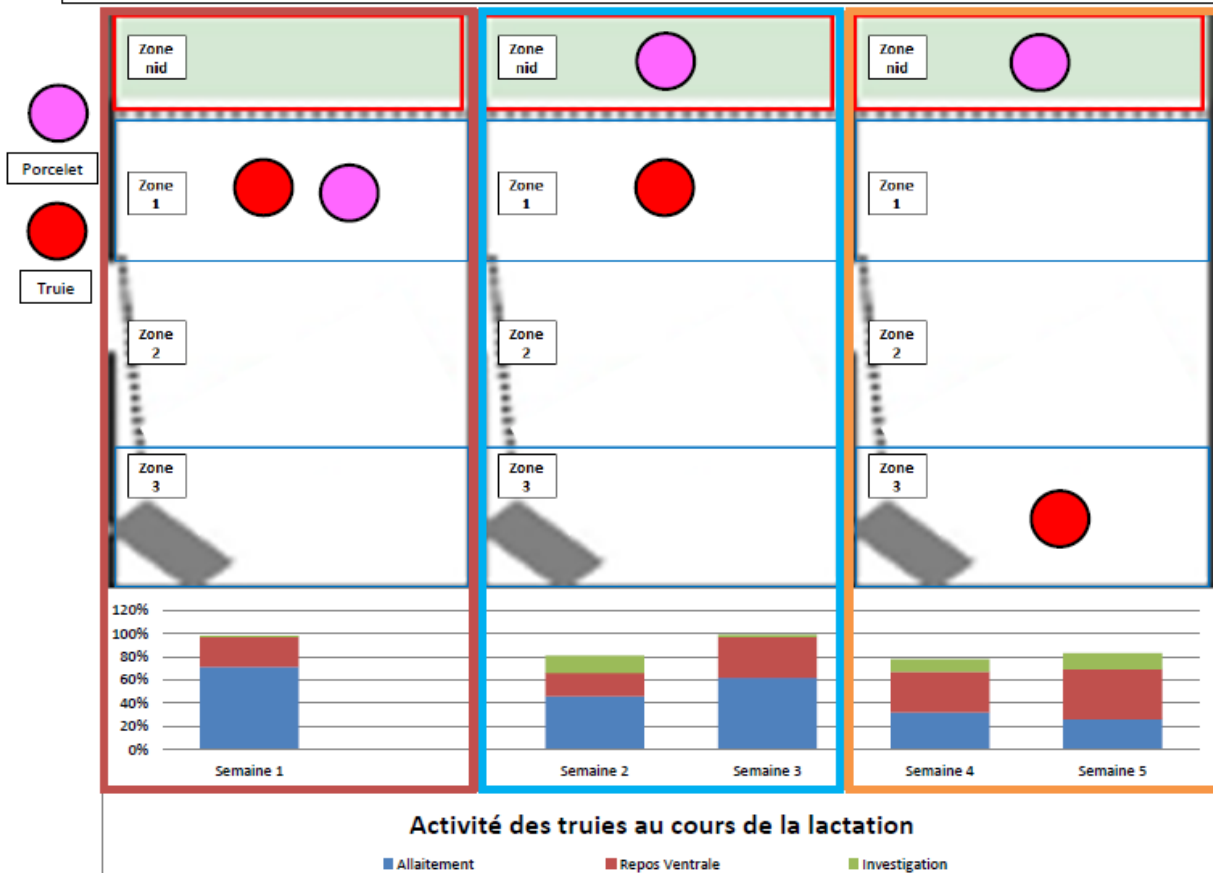 Zone
nid
Zone
nid
Zone
nid
Porcelet
Truie
Zone
1
Zone
1
Zone
1
Zone
2
Zone
2
Zone
2
Zone
3
Zone
3
Zone
3
120%
100%
80%
60%
40%
20%
0%
Semaine 1
Semaine 2
Semaine 3
Semaine 4
Semaine 5
Activité des truies au cours de la lactation
Allaitement
Repos Ventrale
Investigation